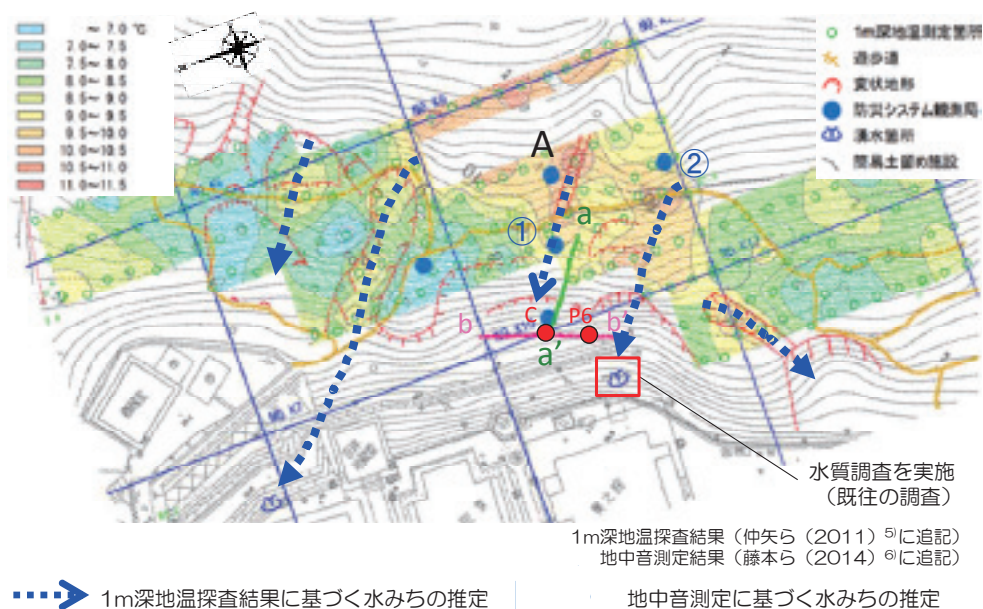 ～ 7.0 ℃
7.0～ 7.5
7.5～ 8.0
8.0～ 8.5
8.5～ 9.0
9.0～ 9.5
9.5～10.0
10.0～10.5
10.5～11.0
11.0～11.5
1m深地温測定箇所
遊歩道
変状地形
防災システム観測局
湧水箇所
簡易土留め施設
A
②
①
a
C
P6
b
b'
a'
水質調査を実施
（既往の調査）
1m深地温探査結果（仲矢ら（2011）5)に追記）
地中音測定結果（藤本ら（2014）6)に追記）
1m深地温探査結果に基づく水みちの推定
地中音測定に基づく水みちの推定